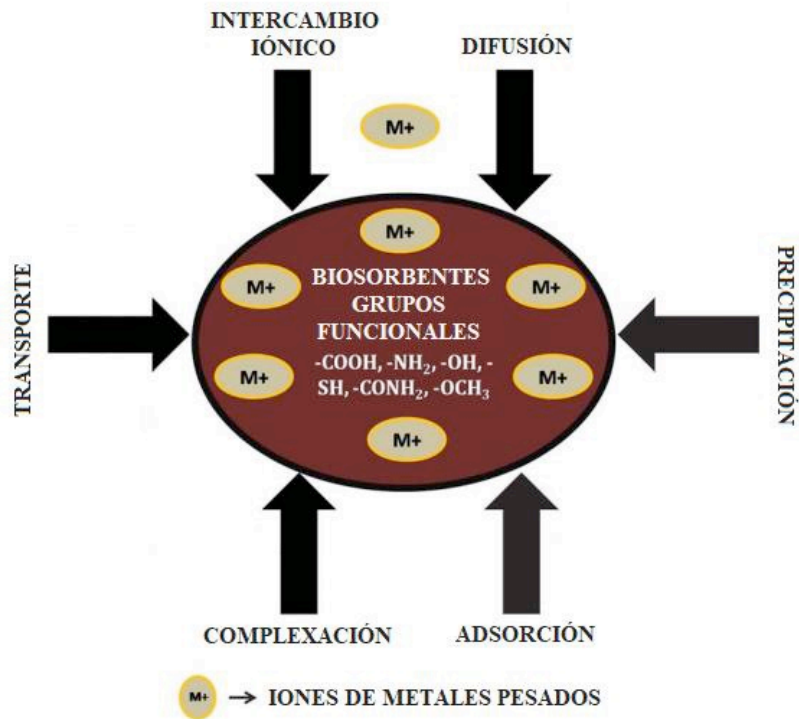 INTERCAMBIO
IÓNICO
DIFUSIÓN
M+
TRANSPORTE
PRECIPITACIÓN
M+
M+
M+
BIOSORBENTES
GRUPOS
FUNCIONALES
-COOH, -NH₂, -OH, -
SH, -CONH₂, -OCH₃
M+
M+
M+
COMPLEXACIÓN
ADSORCIÓN
M+ → IONES DE METALES PESADOS